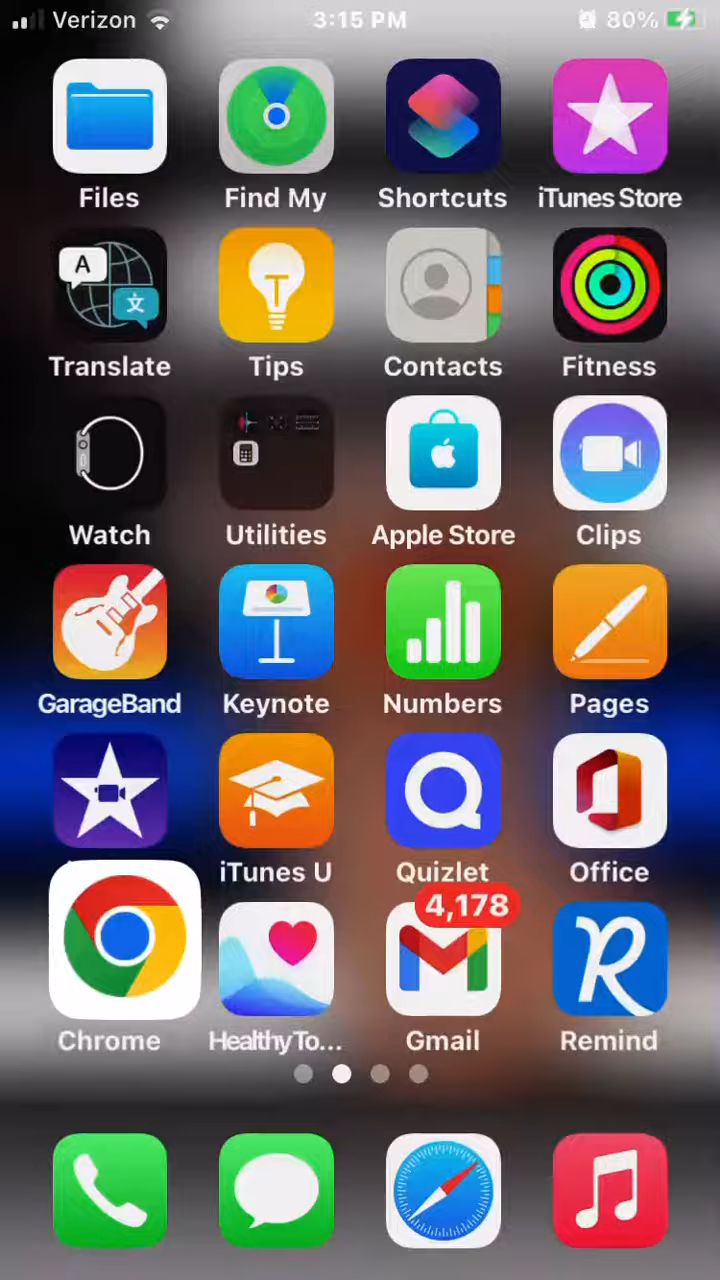 Verizon 3:15 PM 80%
Files Find My Shortcuts iTunes Store
A 文
Translate Tips Contacts Fitness
Watch Utilities Apple Store Clips
GarageBand Keynote Numbers Pages
iTunes U Quizlet Office
4,178
Chrome HealthyTo... Gmail Remind